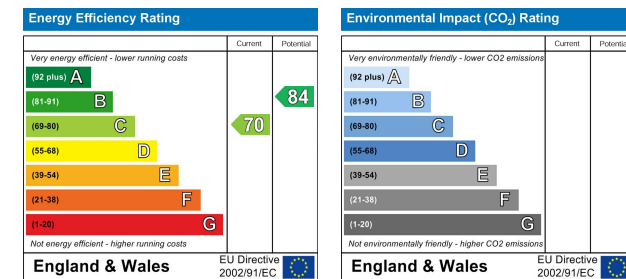 Energy Efficiency Rating
Current Potential
Very energy efficient - lower running costs
(92 plus) A
(81-91) B
(69-80) C
(55-68) D
(39-54) E
(21-38) F
(1-20) G
84
70
Not energy efficient - higher running costs
England & Wales
EU Directive
2002/91/EC
Environmental Impact (CO₂) Rating
Current Potential
Very environmentally friendly - lower CO2 emissions
(92 plus) A
(81-91) B
(69-80) C
(55-68) D
(39-54) E
(21-38) F
(1-20) G
Not environmentally friendly - higher CO2 emissions
England & Wales
EU Directive
2002/91/EC